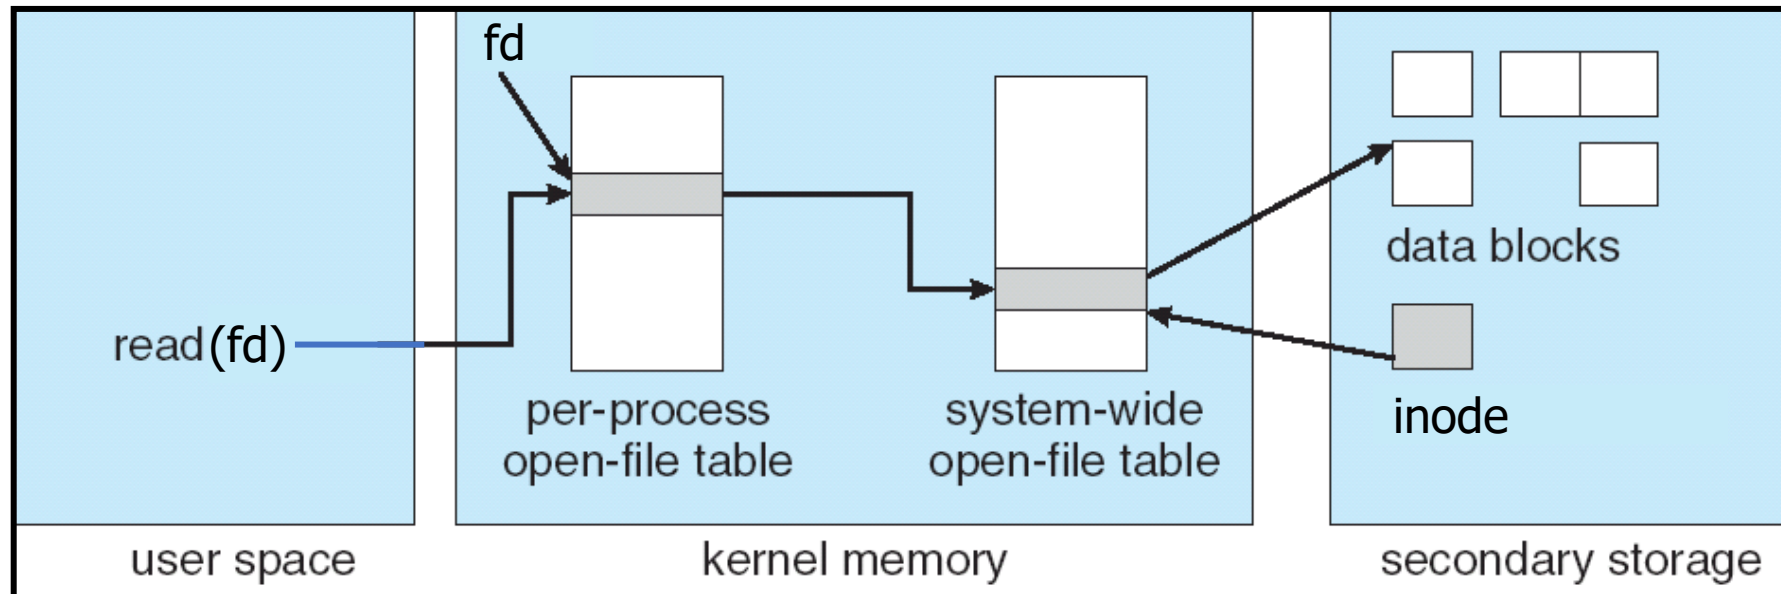 fd
data blocks
read(fd)
per-process
open-file table
system-wide
open-file table
inode
user space
kernel memory
secondary storage